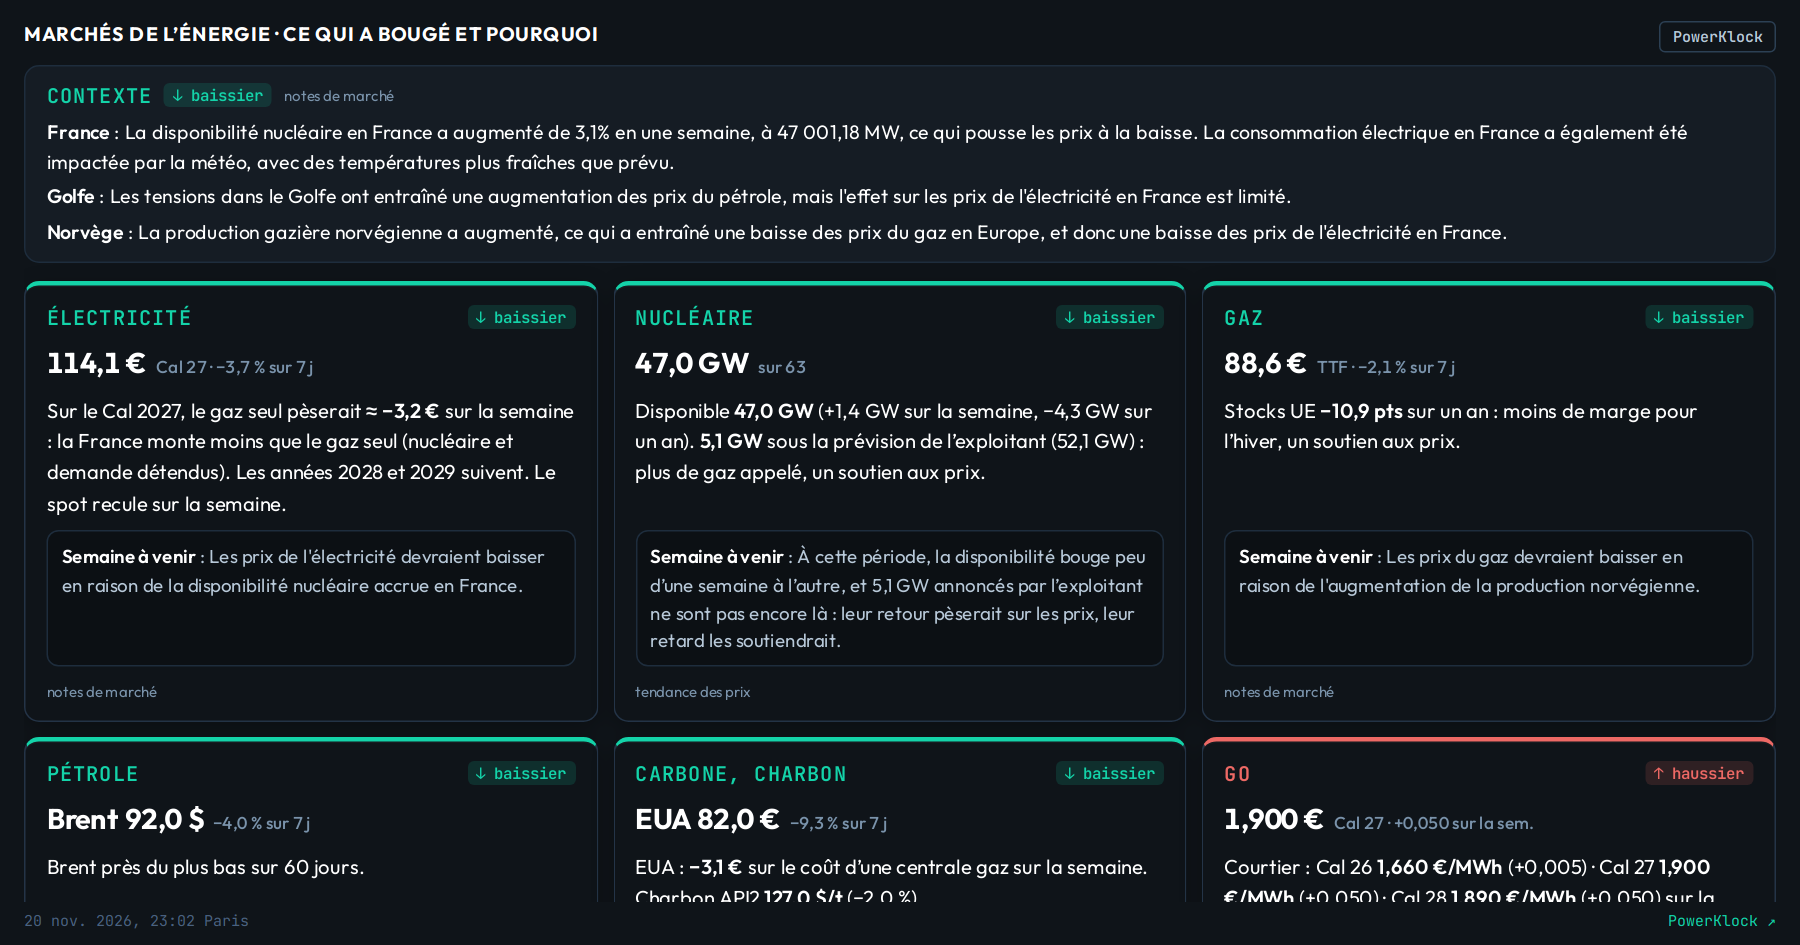 MARCHÉS DE L’ÉNERGIE · CE QUI A BOUGÉ ET POURQUOI
PowerKlock
CONTEXTE ↓ baissier notes de marché
France : La disponibilité nucléaire en France a augmenté de 3,1% en une semaine, à 47 001,18 MW, ce qui pousse les prix à la baisse. La consommation électrique en France a également été
impactée par la météo, avec des températures plus fraîches que prévu.
Golfe : Les tensions dans le Golfe ont entraîné une augmentation des prix du pétrole, mais l'effet sur les prix de l'électricité en France est limité.
Norvège : La production gazière norvégienne a augmenté, ce qui a entraîné une baisse des prix du gaz en Europe, et donc une baisse des prix de l'électricité en France.
ÉLECTRICITÉ ↓ baissier
114,1 € Cal 27 · −3,7 % sur 7 j
Sur le Cal 2027, le gaz seul pèserait ≈ −3,2 € sur la semaine
: la France monte moins que le gaz seul (nucléaire et
demande détendus). Les années 2028 et 2029 suivent. Le
spot recule sur la semaine.
Semaine à venir : Les prix de l'électricité devraient baisser
en raison de la disponibilité nucléaire accrue en France.
notes de marché
NUCLÉAIRE ↓ baissier
47,0 GW sur 63
Disponible 47,0 GW (+1,4 GW sur la semaine, −4,3 GW sur
un an). 5,1 GW sous la prévision de l’exploitant (52,1 GW) :
plus de gaz appelé, un soutien aux prix.
Semaine à venir : À cette période, la disponibilité bouge peu
d’une semaine à l’autre, et 5,1 GW annoncés par l’exploitant
ne sont pas encore là : leur retour pèserait sur les prix, leur
retard les soutiendrait.
tendance des prix
GAZ ↓ baissier
88,6 € TTF · −2,1 % sur 7 j
Stocks UE −10,9 pts sur un an : moins de marge pour
l’hiver, un soutien aux prix.
Semaine à venir : Les prix du gaz devraient baisser en
raison de l'augmentation de la production norvégienne.
notes de marché
PÉTROLE ↓ baissier
Brent 92,0 $ −4,0 % sur 7 j
Brent près du plus bas sur 60 jours.
CARBONE, CHARBON ↓ baissier
EUA 82,0 € −9,3 % sur 7 j
EUA : −3,1 € sur le coût d’une centrale gaz sur la semaine.
Charbon API2 127,0 $/t (−2,0 %)
GO ↑ haussier
1,900 € Cal 27 · +0,050 sur la sem.
Courtier : Cal 26 1,660 €/MWh (+0,005) · Cal 27 1,900
€/MWh (+0,050) · Cal 28 1,890 €/MWh (+0,050) sur la
20 nov. 2026, 23:02 Paris
PowerKlock ↗